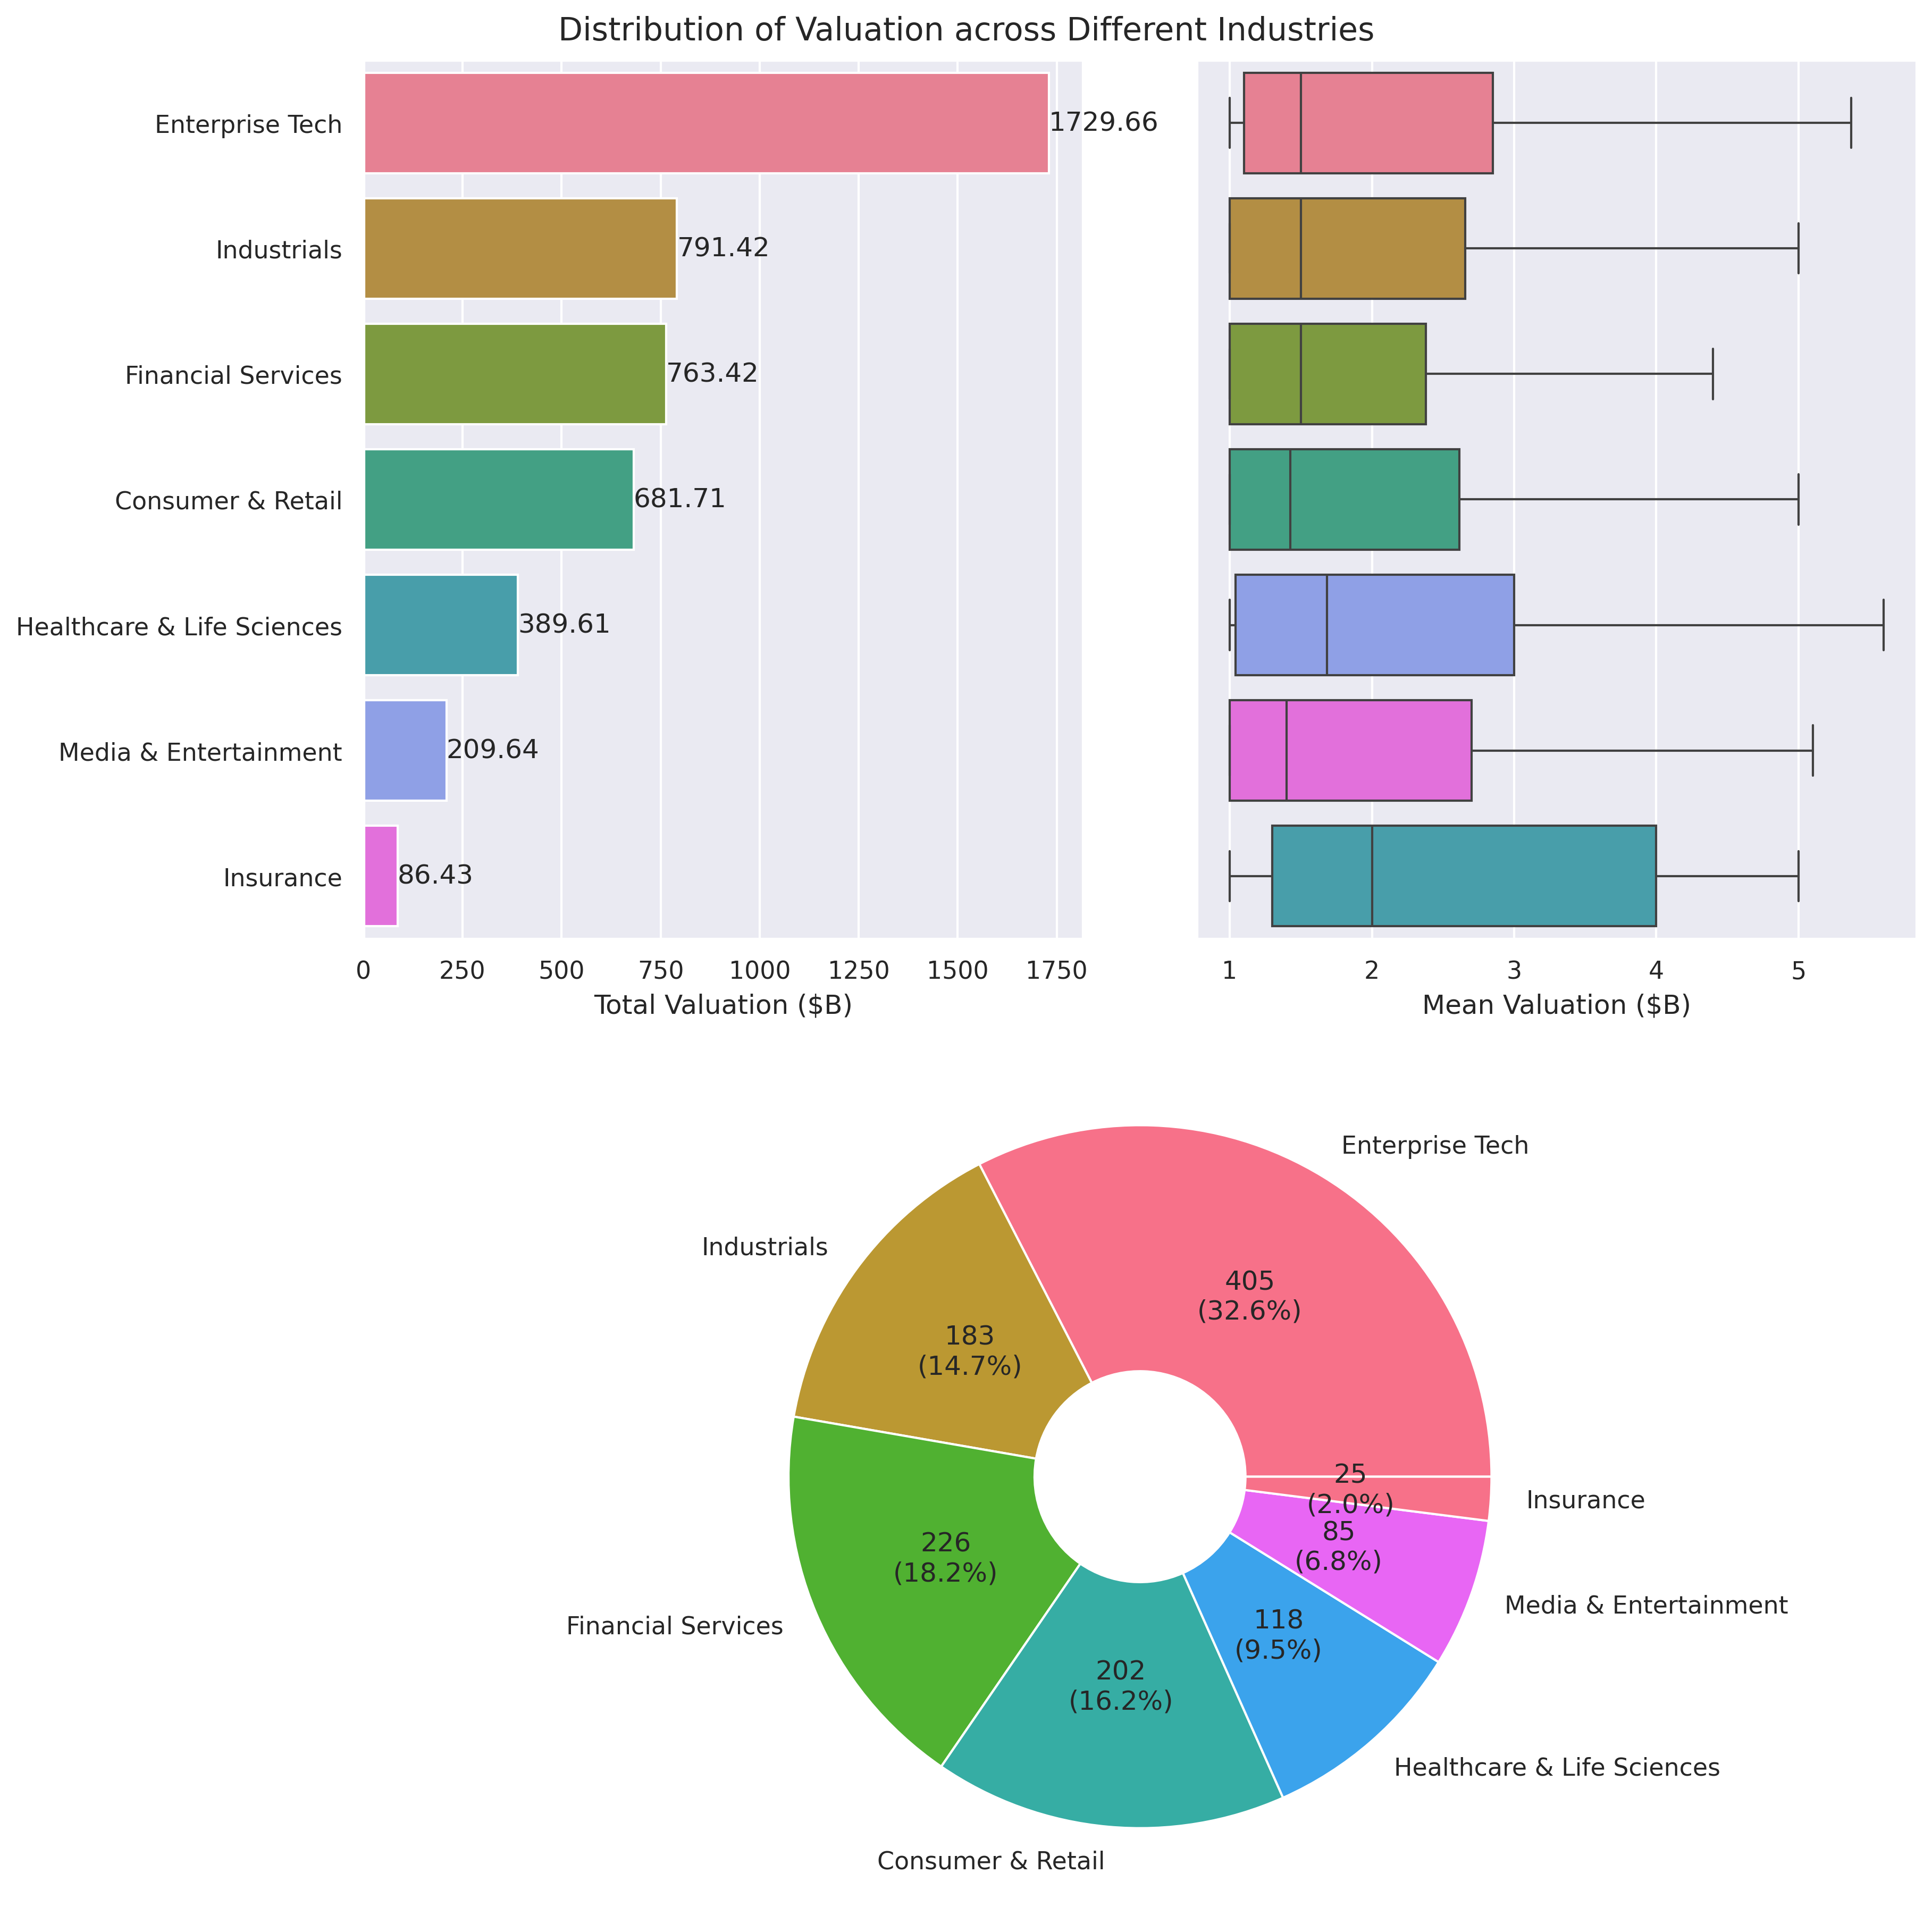 Distribution of Valuation across Different Industries
Enterprise Tech
1729.66
Industrials
791.42
Financial Services
763.42
Consumer & Retail
681.71
Healthcare & Life Sciences
389.61
Media & Entertainment
209.64
Insurance
86.43
0 250 500 750 1000 1250 1500 1750
Total Valuation ($B)
1 2 3 4 5
Mean Valuation ($B)
Enterprise Tech
405
(32.6%)
Industrials
183
(14.7%)
Financial Services
226
(18.2%)
Consumer & Retail
202
(16.2%)
Healthcare & Life Sciences
118
(9.5%)
Media & Entertainment
85
(6.8%)
Insurance
25
(2.0%)